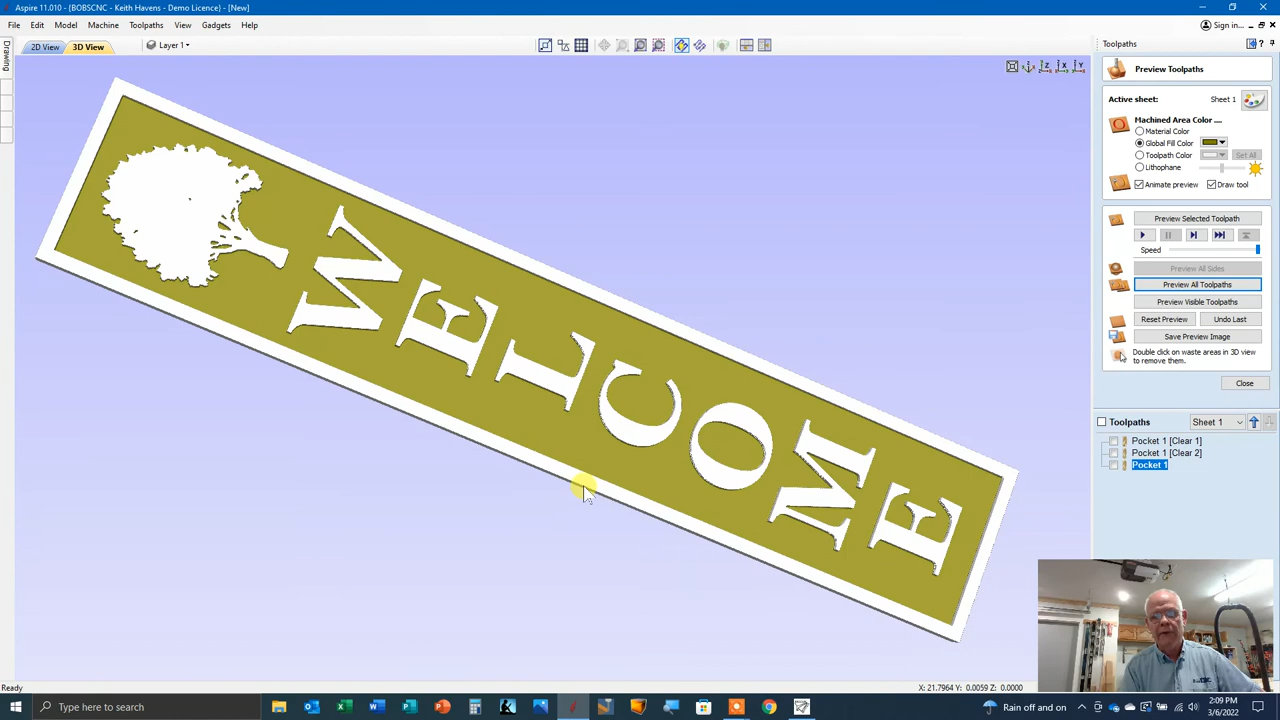 Aspire 11.010 - {BOBSCNC - Keith Havens - Demo Licence} - [New]
File Edit Model Machine Toolpaths View Gadgets Help
Sign in...
2D View 3D View Layer 1
Drawing
Toolpaths
Preview Toolpaths
Active sheet: Sheet 1
Machined Area Color ....
Material Color
Global Fill Color
Toolpath Color Set All
Lithophane
Animate preview Draw tool
Preview Selected Toolpath
Speed
Preview All Sides
Preview All Toolpaths
Preview Visible Toolpaths
Reset Preview Undo Last
Save Preview Image
Double click on waste areas in 3D view
to remove them.
Close
Toolpaths Sheet 1
Pocket 1 [Clear 1]
Pocket 1 [Clear 2]
Pocket 1
WELCOME
Ready
X: 21.7964 Y: 0.0059 Z: 0.0000
Type here to search
Rain off and on
2:09 PM
3/6/2022